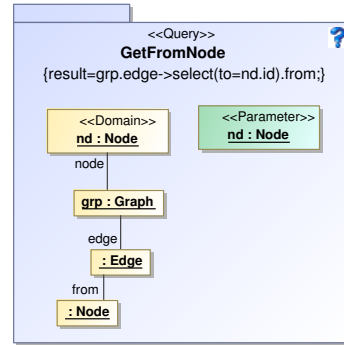 <<Query>>
GetFromNode
{result=grp.edge->select(to=nd.id).from;}
<<Domain>>
nd : Node
<<Parameter>>
nd : Node
node
grp : Graph
edge
: Edge
from
: Node